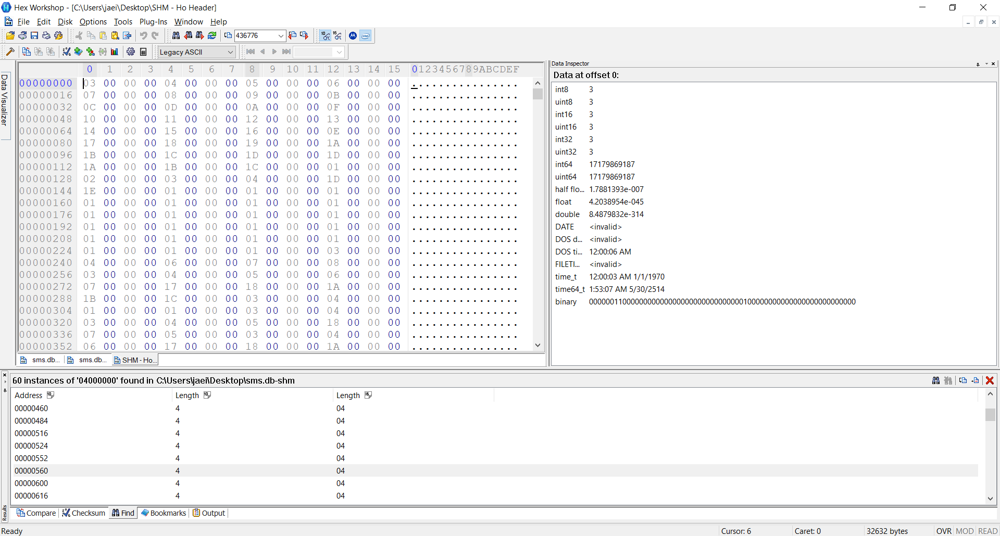 Hex Workshop - [C:\Users\jaei\Desktop\SHM - Ho Header]
File Edit Disk Options Tools Plug-Ins Window Help
436776
Legacy ASCII
Data Visualizer
0 1 2 3 4 5 6 7 8 9 10 11 12 13 14 15 0123456789ABCDEF
00000000 03 00 00 00 04 00 00 00 05 00 00 00 06 00 00 00 ................
00000016 07 00 00 00 08 00 00 00 09 00 00 00 0B 00 00 00 ................
00000032 0C 00 00 00 0D 00 00 00 0A 00 00 00 0F 00 00 00 ................
00000048 10 00 00 00 11 00 00 00 12 00 00 00 13 00 00 00 ................
00000064 14 00 00 00 15 00 00 00 16 00 00 00 0E 00 00 00 ................
00000080 17 00 00 00 18 00 00 00 19 00 00 00 1A 00 00 00 ................
00000096 1B 00 00 00 1C 00 00 00 1D 00 00 00 1D 00 00 00 ................
00000112 1A 00 00 00 1B 00 00 00 1C 00 00 00 01 00 00 00 ................
00000128 02 00 00 00 03 00 00 00 04 00 00 00 1D 00 00 00 ................
00000144 1E 00 00 00 01 00 00 00 01 00 00 00 01 00 00 00 ................
00000160 01 00 00 00 01 00 00 00 01 00 00 00 01 00 00 00 ................
00000176 01 00 00 00 01 00 00 00 01 00 00 00 01 00 00 00 ................
00000192 01 00 00 00 01 00 00 00 01 00 00 00 01 00 00 00 ................
00000208 01 00 00 00 01 00 00 00 01 00 00 00 01 00 00 00 ................
00000224 01 00 00 00 01 00 00 00 01 00 00 00 03 00 00 00 ................
00000240 04 00 00 00 06 00 00 00 07 00 00 00 08 00 00 00 ................
00000256 03 00 00 00 04 00 00 00 05 00 00 00 06 00 00 00 ................
00000272 07 00 00 00 17 00 00 00 18 00 00 00 1A 00 00 00 ................
00000288 1B 00 00 00 1C 00 00 00 03 00 00 00 04 00 00 00 ................
00000304 01 00 00 00 01 00 00 00 03 00 00 00 04 00 00 00 ................
00000320 03 00 00 00 04 00 00 00 05 00 00 00 18 00 00 00 ................
00000336 07 00 00 00 05 00 00 00 03 00 00 00 04 00 00 00 ................
00000352 06 00 00 00 17 00 00 00 18 00 00 00 1A 00 00 00 ................
sms.db... sms.db... SHM - Ho...
Data Inspector
Data at offset 0:
int8 3
uint8 3
int16 3
uint16 3
int32 3
uint32 3
int64 17179869187
uint64 17179869187
half flo... 1.7881393e-007
float 4.2038954e-045
double 8.4879832e-314
DATE <invalid>
DOS d... <invalid>
DOS ti... 12:00:06 AM
FILETI... <invalid>
time_t 12:00:03 AM 1/1/1970
time64_t 1:53:07 AM 5/30/2514
binary 0000001100000000000000000000000000000100000000000000000000000000
60 instances of '04000000' found in C:\Users\jaei\Desktop\sms.db-shm
Address Length Length
00000460 4 04
00000484 4 04
00000516 4 04
00000524 4 04
00000552 4 04
00000560 4 04
00000600 4 04
00000616 4 04
Results
Compare Checksum Find Bookmarks Output
Ready Cursor: 6 Caret: 0 32632 bytes OVR MOD READ